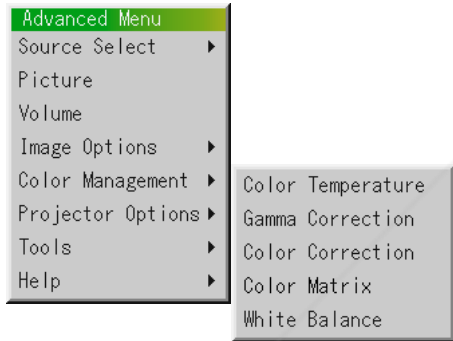 Advanced Menu
Source Select
Picture
Volume
Image Options
Color Management
Projector Options
Tools
Help
Color Temperature
Gamma Correction
Color Correction
Color Matrix
White Balance